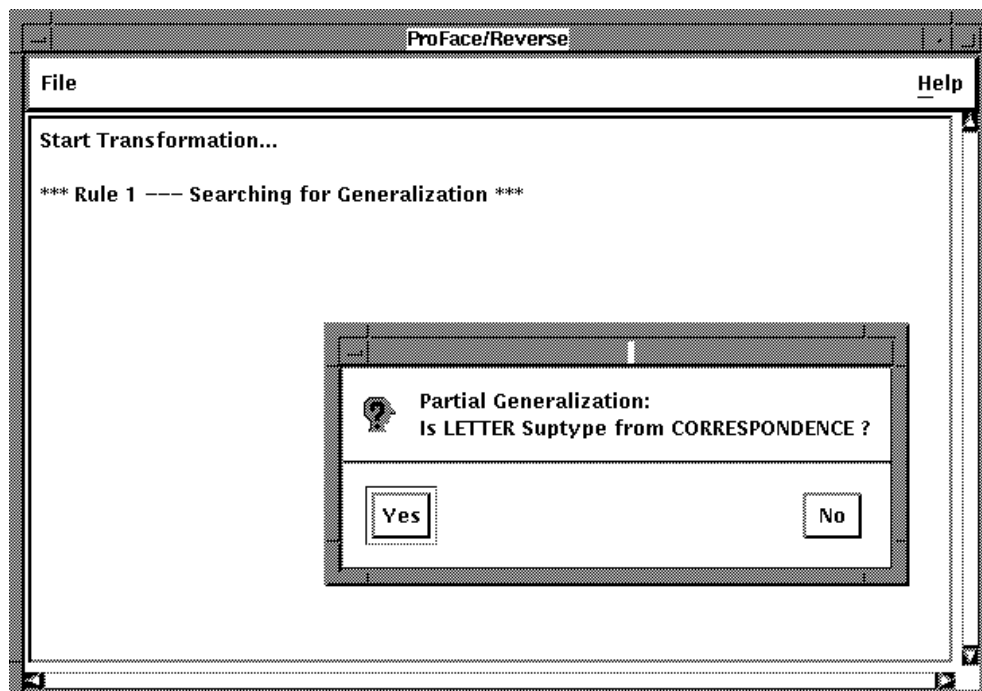 ProFace/Reverse
File Help
Start Transformation...
*** Rule 1 --- Searching for Generalization ***
Partial Generalization:
Is LETTER Suptype from CORRESPONDENCE ?
Yes No